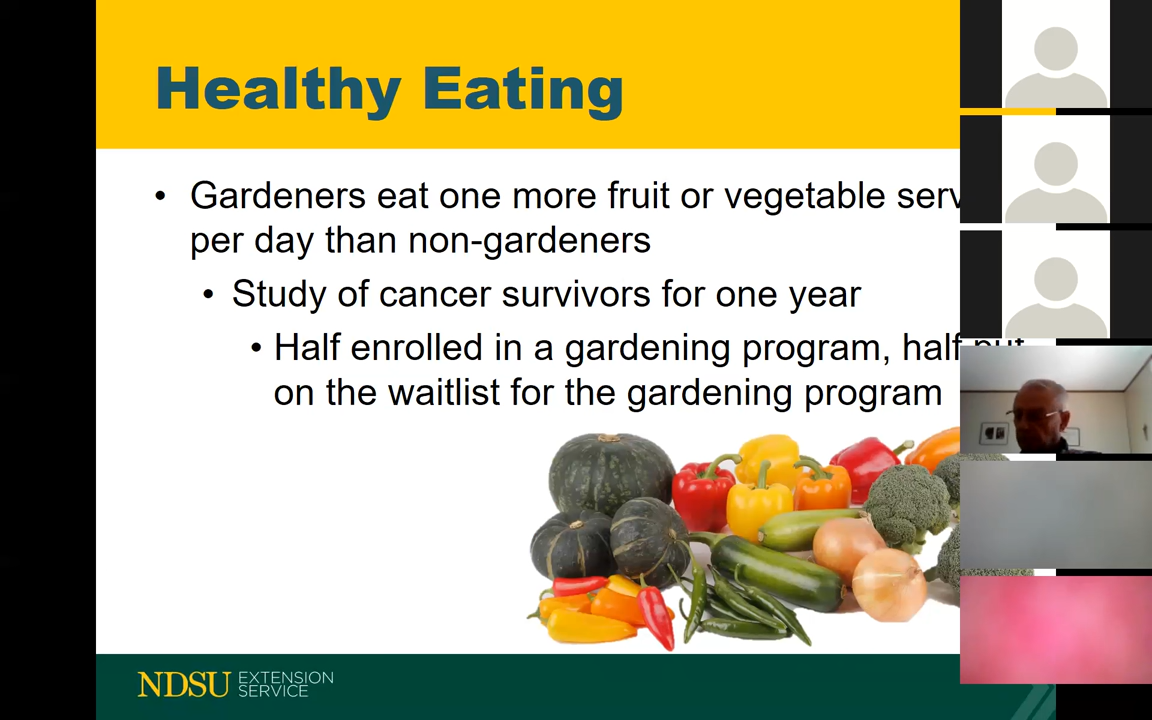 Healthy Eating
• Gardeners eat one more fruit or vegetable
per day than non-gardeners
• Study of cancer survivors for one year
• Half enrolled in a gardening program, half put
on the waitlist for the gardening program
NDSU EXTENSION
SERVICE